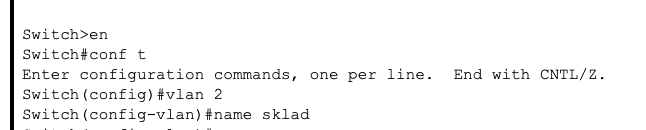 Switch>en
Switch#conf t
Enter configuration commands, one per line.  End with CNTL/Z.
Switch(config)#vlan 2
Switch(config-vlan)#name sklad